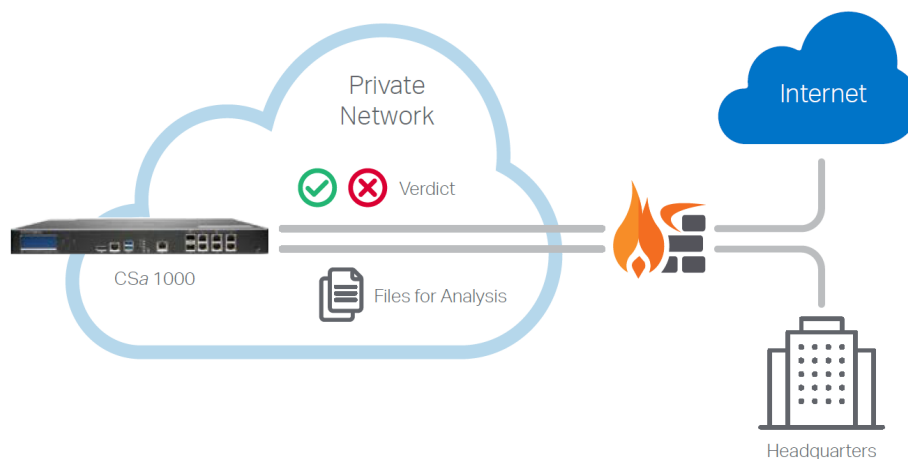 Private
Network
Internet
Verdict
CSa 1000
Files for Analysis
Headquarters